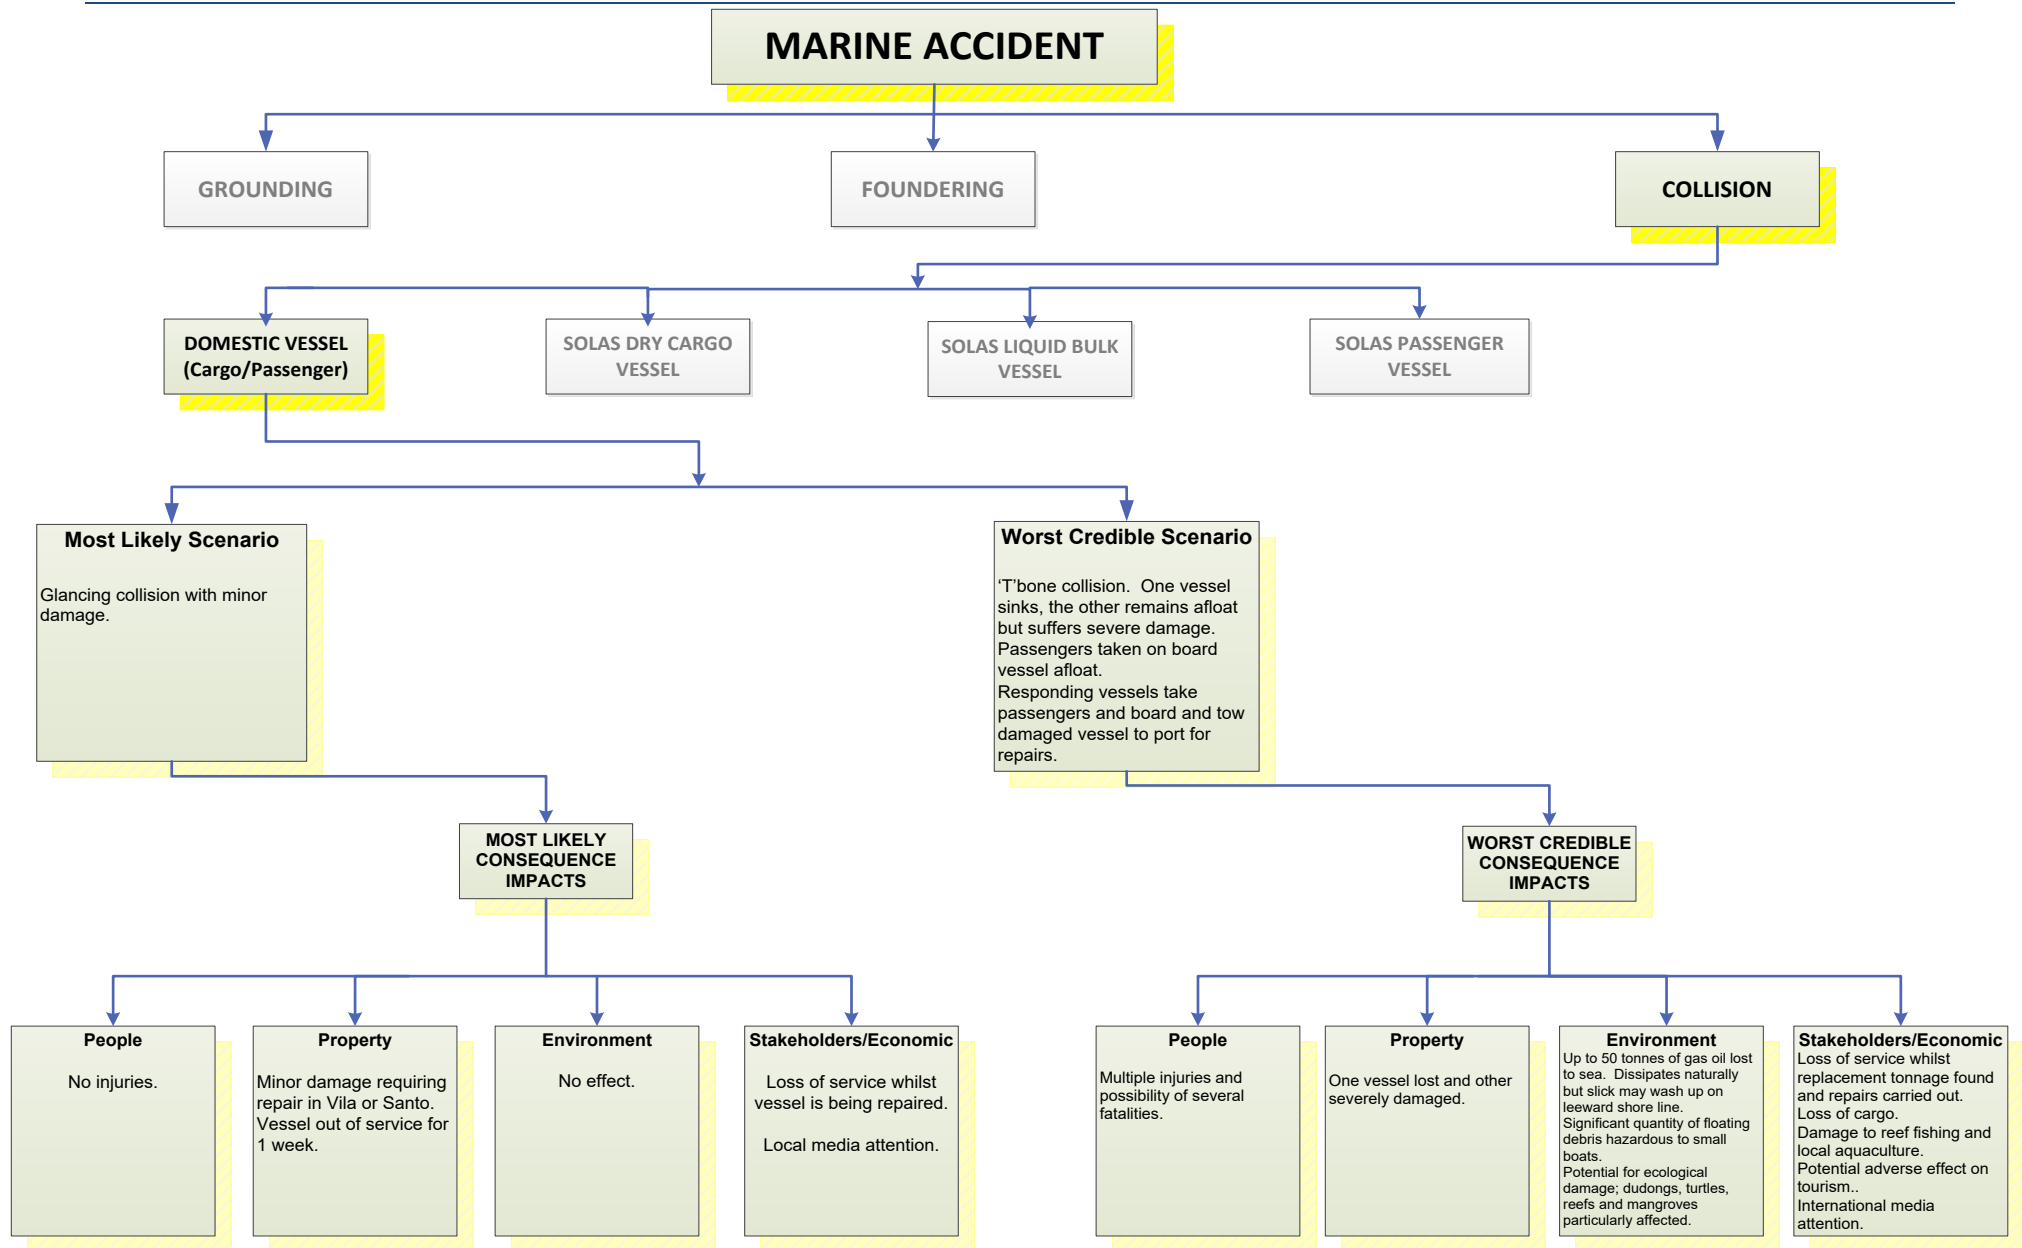 MARINE ACCIDENT
GROUNDING
FOUNDERING
COLLISION
DOMESTIC VESSEL
(Cargo/Passenger)
SOLAS DRY CARGO
VESSEL
SOLAS LIQUID BULK
VESSEL
SOLAS PASSENGER
VESSEL
Most Likely Scenario
Glancing collision with minor
damage.
Worst Credible Scenario
‘T’bone collision.  One vessel
sinks, the other remains afloat
but suffers severe damage.
Passengers taken on board
vessel afloat.
Responding vessels take
passengers and board and tow
damaged vessel to port for
repairs.
MOST LIKELY
CONSEQUENCE
IMPACTS
WORST CREDIBLE
CONSEQUENCE
IMPACTS
People
No injuries.
Property
Minor damage requiring
repair in Vila or Santo.
Vessel out of service for
1 week.
Environment
No effect.
Stakeholders/Economic
Loss of service whilst
vessel is being repaired.
Local media attention.
People
Multiple injuries and
possibility of several
fatalities.
Property
One vessel lost and other
severely damaged.
Environment
Up to 50 tonnes of gas oil lost
to sea.  Dissipates naturally
but slick may wash up on
leeward shore line.
Significant quantity of floating
debris hazardous to small
boats.
Potential for ecological
damage; dudongs, turtles,
reefs and mangroves
particularly affected.
Stakeholders/Economic
Loss of service whilst
replacement tonnage found
and repairs carried out.
Loss of cargo.
Damage to reef fishing and
local aquaculture.
Potential adverse effect on
tourism..
International media
attention.